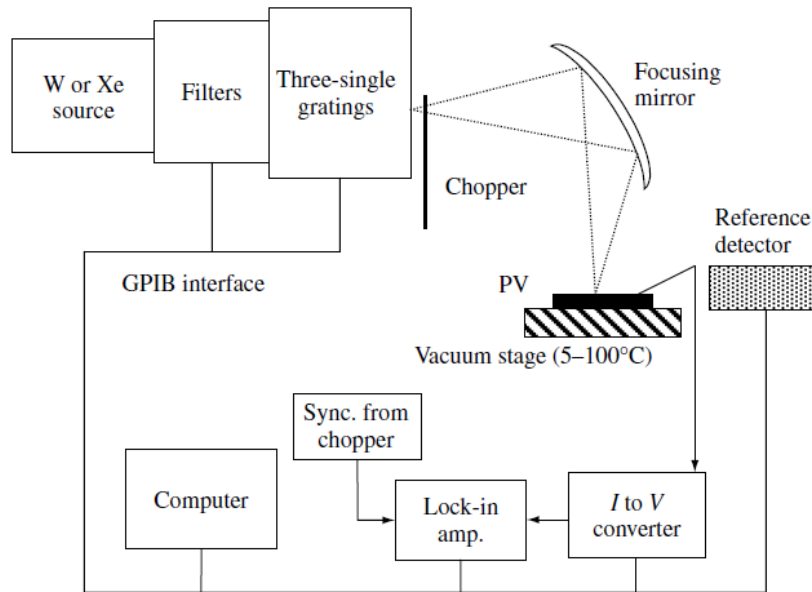 W or Xe
source
Filters
Three-single
gratings
Focusing
mirror
Chopper
Reference
detector
GPIB interface
PV
Vacuum stage (5–100°C)
Sync. from
chopper
Computer
Lock-in
amp.
I to V
converter